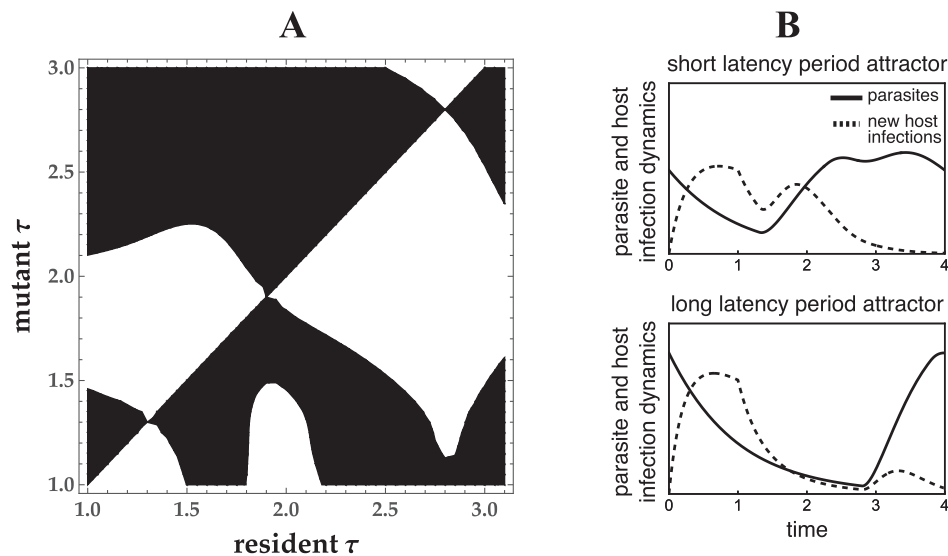 A
3.0
2.5
2.0
1.5
1.0
mutant τ
1.0 1.5 2.0 2.5 3.0
resident τ
B
short latency period attractor
parasite and host
infection dynamics
parasites
new host
infections
0 1 2 3 4
long latency period attractor
parasite and host
infection dynamics
0 1 2 3 4
time